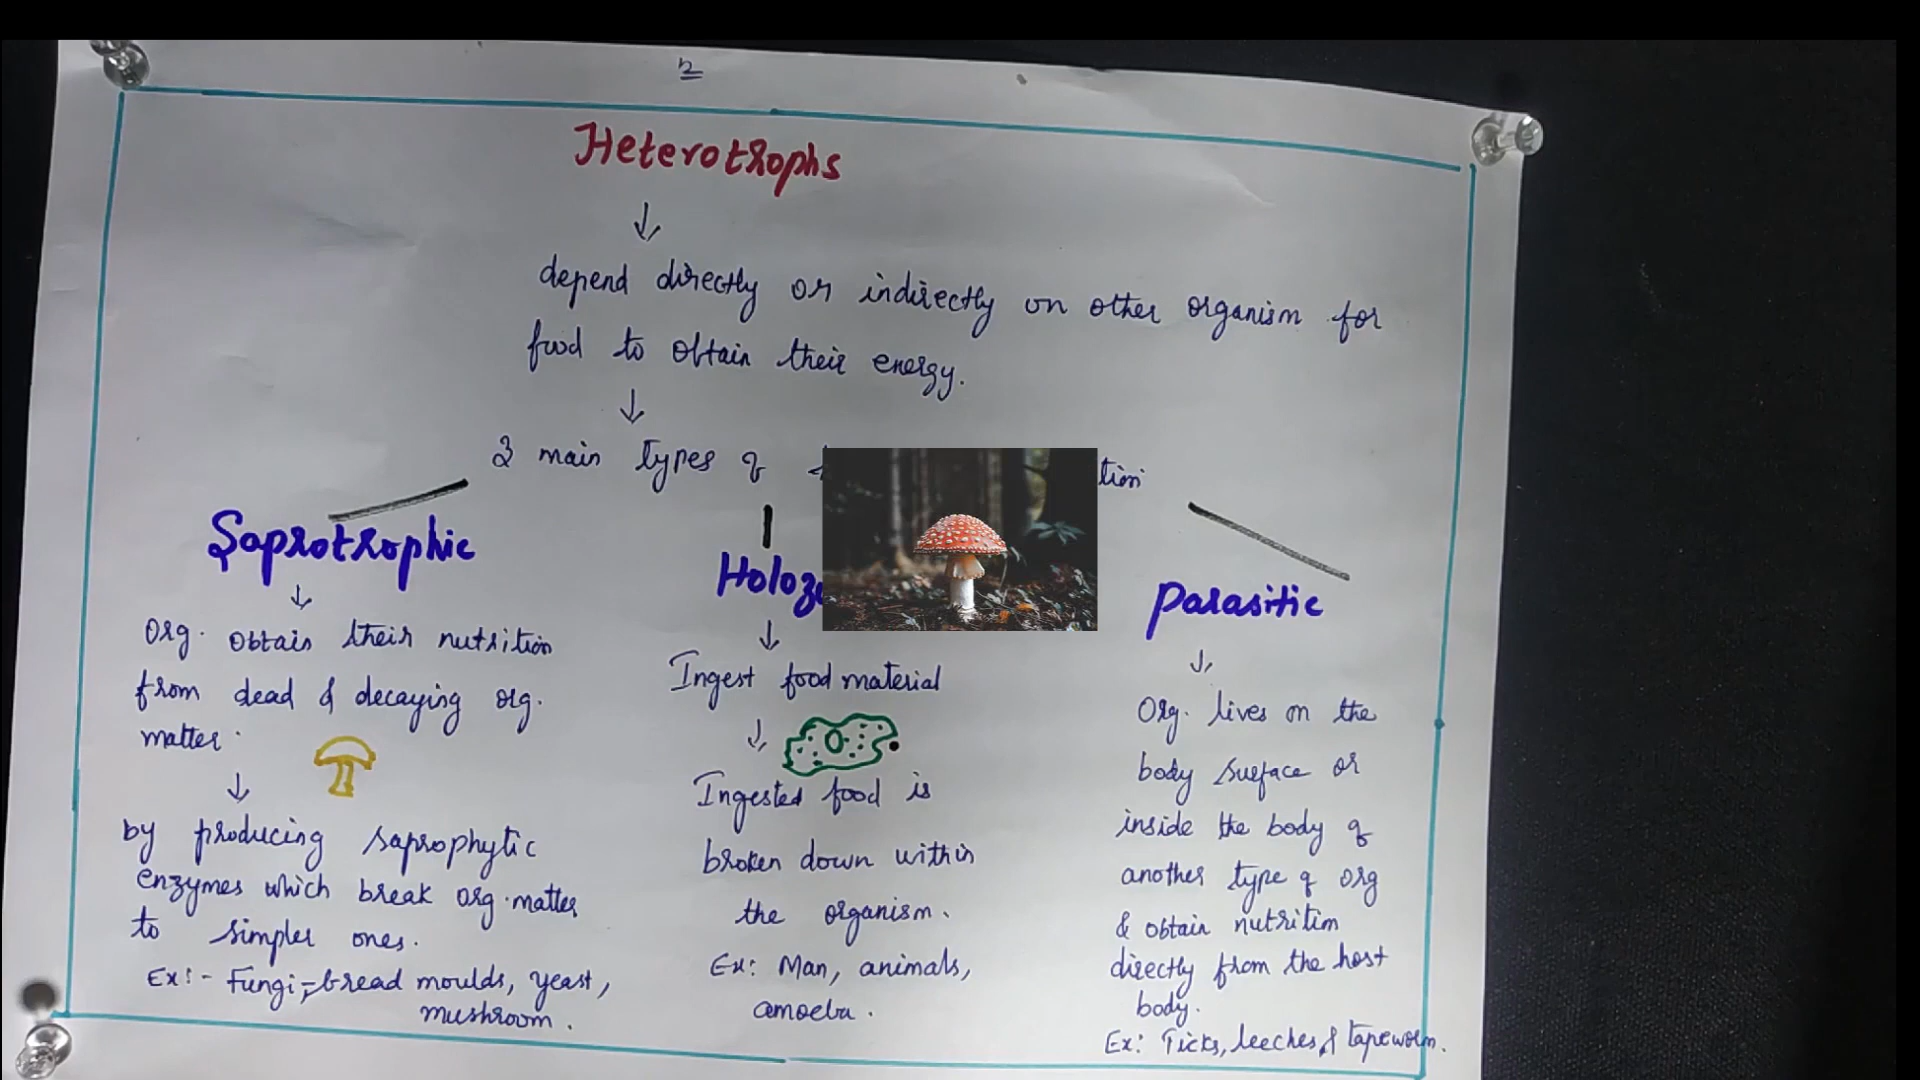 2
Heterotrophs
↓
depend directly or indirectly on other organism for
food to obtain their energy.
↓
3 main types of
Saprotrophic
↓
Org. obtain their nutrition
from dead & decaying org.
matter.
↓
by producing saprophytic
enzymes which break org. matter
to simpler ones.
Ex:- Fungi, bread moulds, yeast,
mushroom.
↓
Ingest food material
↓
Ingested food is
broken down within
the organism.
Ex: Man, animals,
amoeba.
Parasitic
↓
Org. lives on the
body surface or
inside the body of
another type of org
& obtain nutrition
directly from the host
body.
Ex: Ticks, leeches, & tapeworm.